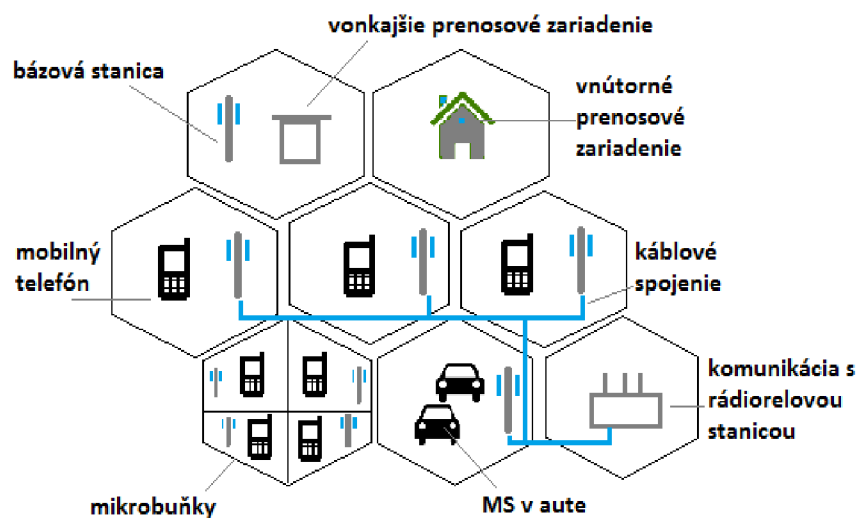 vonkajšie prenosové zariadenie
bázová stanica
vnútorné
prenosové
zariadenie
mobilný
telefón
káblové
spojenie
komunikácia s
rádiorelovou
stanicou
mikrobuňky
MS v aute